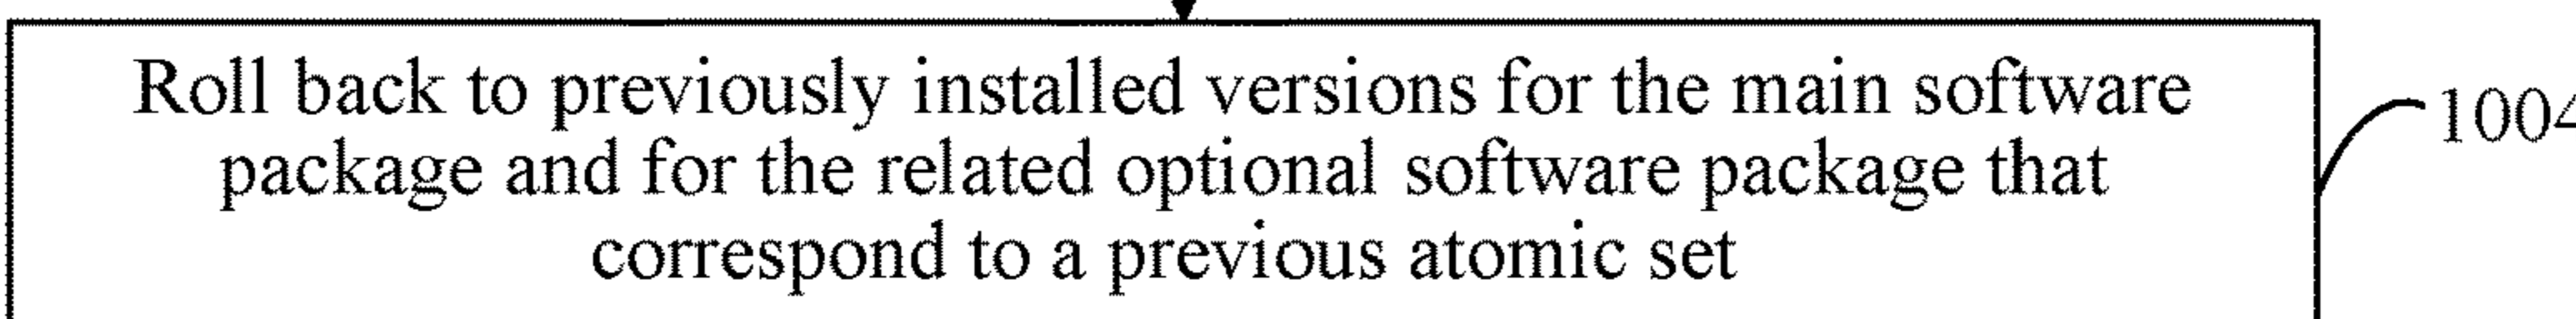 Roll back to previously installed versions for the main software
package and for the related optional software package that
correspond to a previous atomic set
1004